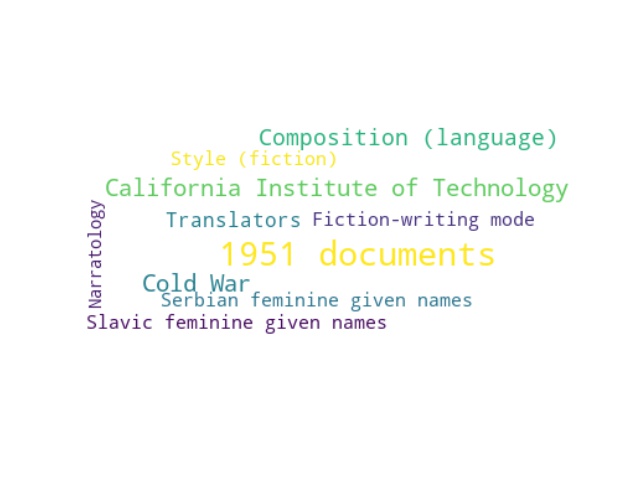 Composition (language)
Style (fiction)
California Institute of Technology
Narratology
Translators
Fiction-writing mode
1951 documents
Cold War
Serbian feminine given names
Slavic feminine given names